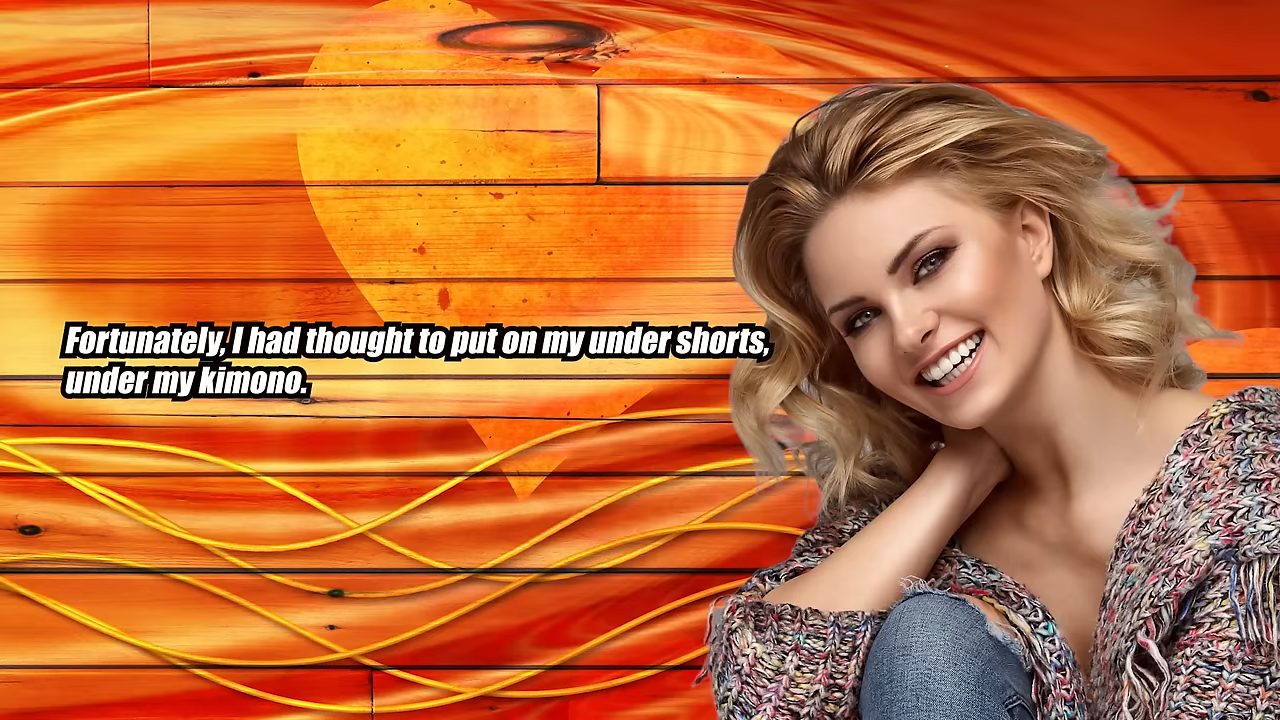 Fortunately, I had thought to put on my under shorts,
under my kimono.